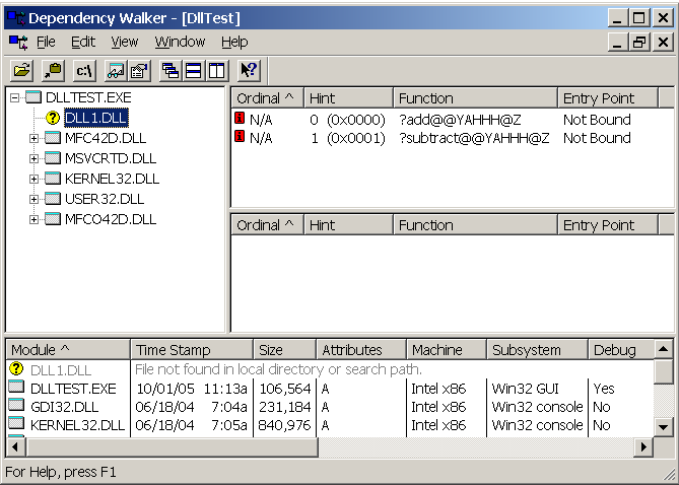 Dependency Walker - [DllTest]
File Edit View Window Help
c:\
DLLTEST.EXE
DLL1.DLL
MFC42D.DLL
MSVCRTD.DLL
KERNEL32.DLL
USER32.DLL
MFCO42D.DLL
Ordinal ^ Hint Function Entry Point
N/A 0 (0x0000) ?add@@YAHHH@Z Not Bound
N/A 1 (0x0001) ?subtract@@YAHHH@Z Not Bound
Ordinal ^ Hint Function Entry Point
Module ^ Time Stamp Size Attributes Machine Subsystem Debug
DLL1.DLL File not found in local directory or search path.
DLLTEST.EXE 10/01/05 11:13a 106,564 A Intel x86 Win32 GUI Yes
GDI32.DLL 06/18/04 7:04a 231,184 A Intel x86 Win32 console No
KERNEL32.DLL 06/18/04 7:05a 840,976 A Intel x86 Win32 console No
For Help, press F1